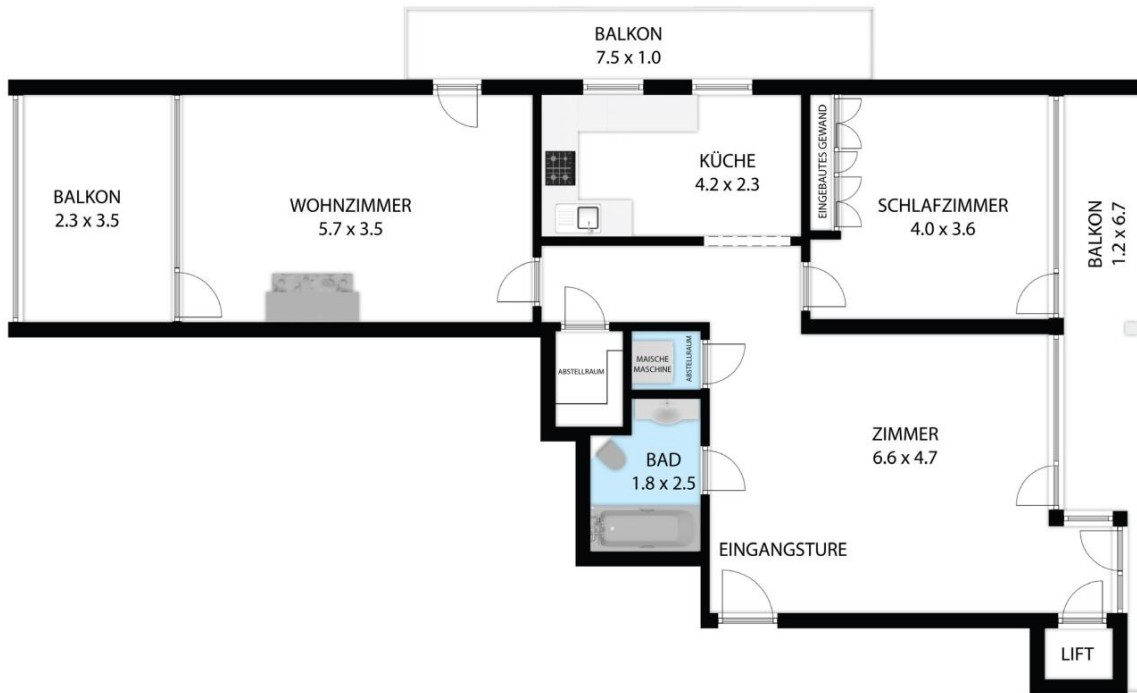 BALKON
7.5 x 1.0
BALKON
2.3 x 3.5
WOHNZIMMER
5.7 x 3.5
KÜCHE
4.2 x 2.3
EINGEBAUTES GEWAND
SCHLAFZIMMER
4.0 x 3.6
BALKON
1.2 x 6.7
ABSTELLRAUM
MAISCHE
MASCHINE
ABSTELLRAUM
BAD
1.8 x 2.5
ZIMMER
6.6 x 4.7
EINGANGSTURE
LIFT